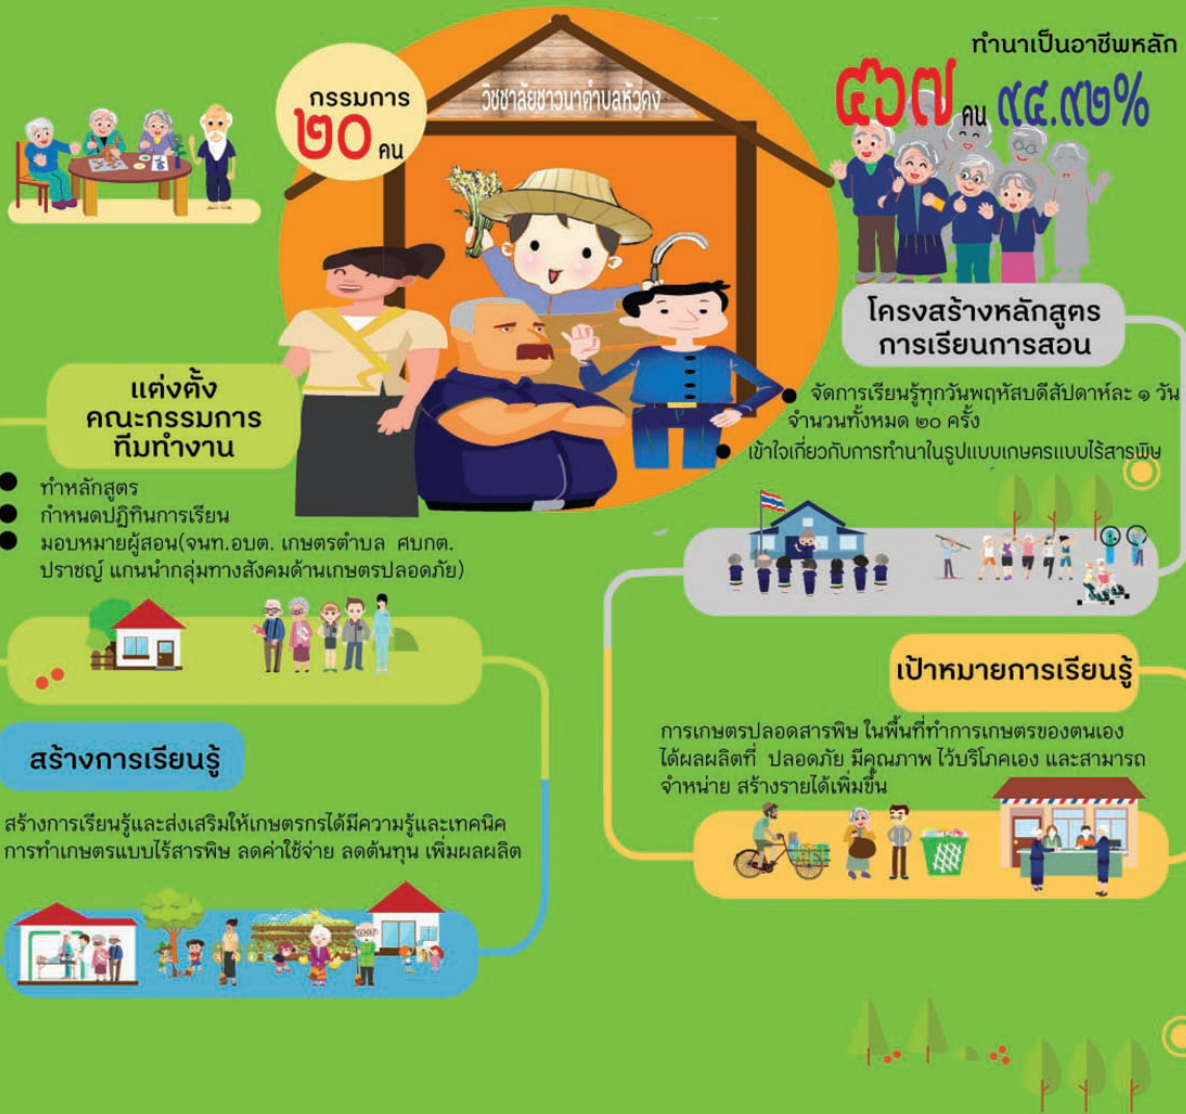 วิชชาลัยชาวนาตำบลหัวดง
กรรมการ
๒๐ คน
ทำนาเป็นอาชีพหลัก
๕๖๗ คน ๙๔.๙๒%
แต่งตั้ง
คณะกรรมการ
ทีมทำงาน
● ทำหลักสูตร
● กำหนดปฏิทินการเรียน
● มอบหมายผู้สอน(จนท.อบต. เกษตรตำบล ศบกต.
ปราชญ์ แกนนำกลุ่มทางสังคมด้านเกษตรปลอดภัย)
สร้างการเรียนรู้
สร้างการเรียนรู้และส่งเสริมให้เกษตรกรได้มีความรู้และเทคนิค
การทำเกษตรแบบไร้สารพิษ ลดค่าใช้จ่าย ลดต้นทุน เพิ่มผลผลิต
โครงสร้างหลักสูตร
การเรียนการสอน
● จัดการเรียนรู้ทุกวันพฤหัสบดีสัปดาห์ละ ๑ วัน
จำนวนทั้งหมด ๒๐ ครั้ง
● เข้าใจเกี่ยวกับการทำนาในรูปแบบเกษตรแบบไร้สารพิษ
เป้าหมายการเรียนรู้
การเกษตรปลอดสารพิษ ในพื้นที่ทำการเกษตรของตนเอง
ได้ผลผลิตที่ ปลอดภัย มีคุณภาพ ไว้บริโภคเอง และสามารถ
จำหน่าย สร้างรายได้เพิ่มขึ้น